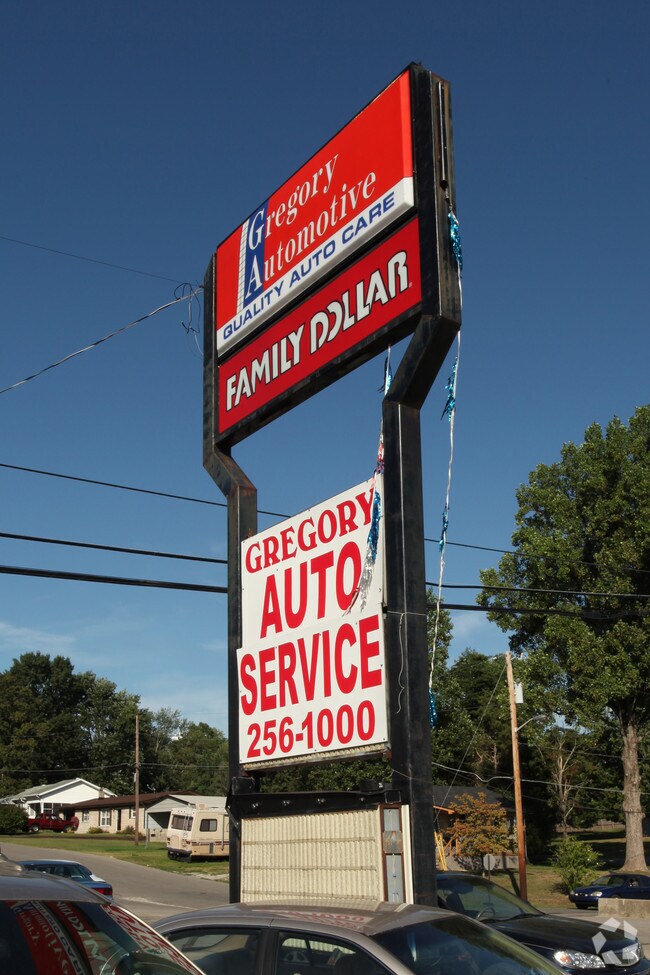 Gregory
Automotive
GA
QUALITY AUTO CARE
FAMILY DOLLAR
GREGORY
AUTO
SERVICE
256-1000